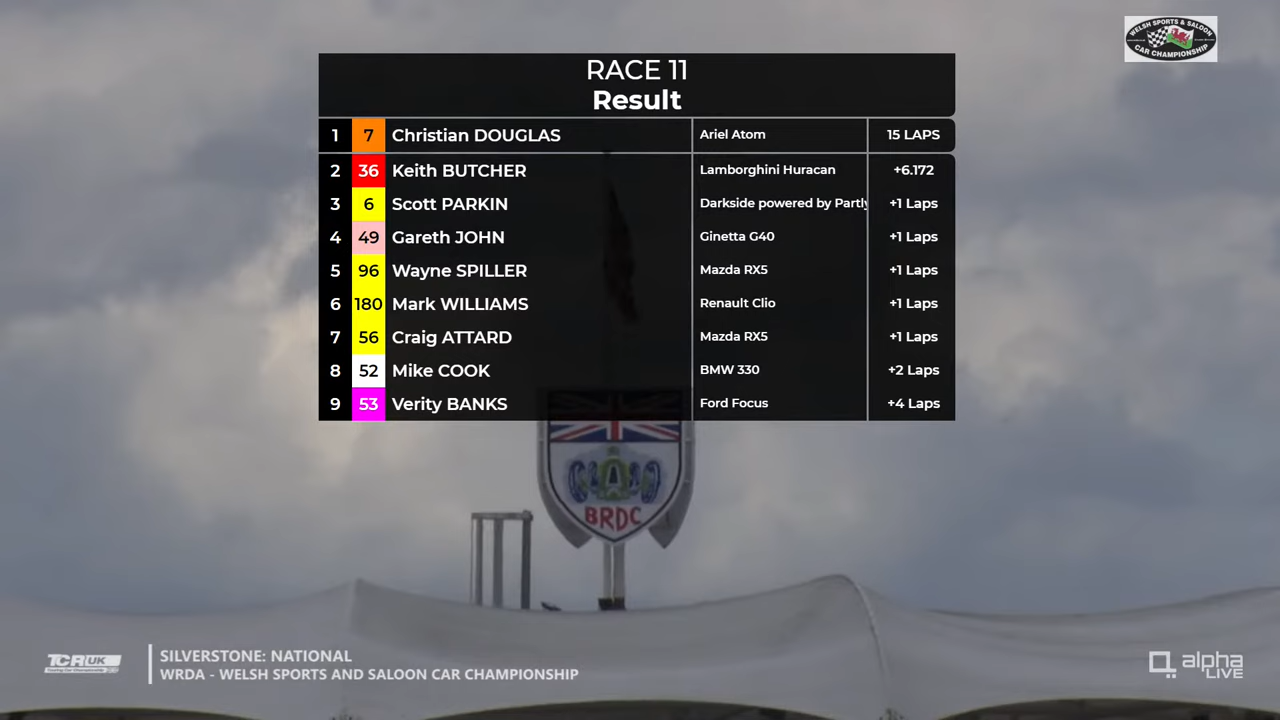 WELSH SPORTS & SALOON
CAR CHAMPIONSHIP
RACE 11
Result
1 7 Christian DOUGLAS Ariel Atom 15 LAPS
2 36 Keith BUTCHER Lamborghini Huracan +6.172
3 6 Scott PARKIN Darkside powered by Partly +1 Laps
4 49 Gareth JOHN Ginetta G40 +1 Laps
5 96 Wayne SPILLER Mazda RX5 +1 Laps
6 180 Mark WILLIAMS Renault Clio +1 Laps
7 56 Craig ATTARD Mazda RX5 +1 Laps
8 52 Mike COOK BMW 330 +2 Laps
9 53 Verity BANKS Ford Focus +4 Laps
BRDC
TCR UK
SILVERSTONE: NATIONAL
WRDA - WELSH SPORTS AND SALOON CAR CHAMPIONSHIP
alpha
LIVE